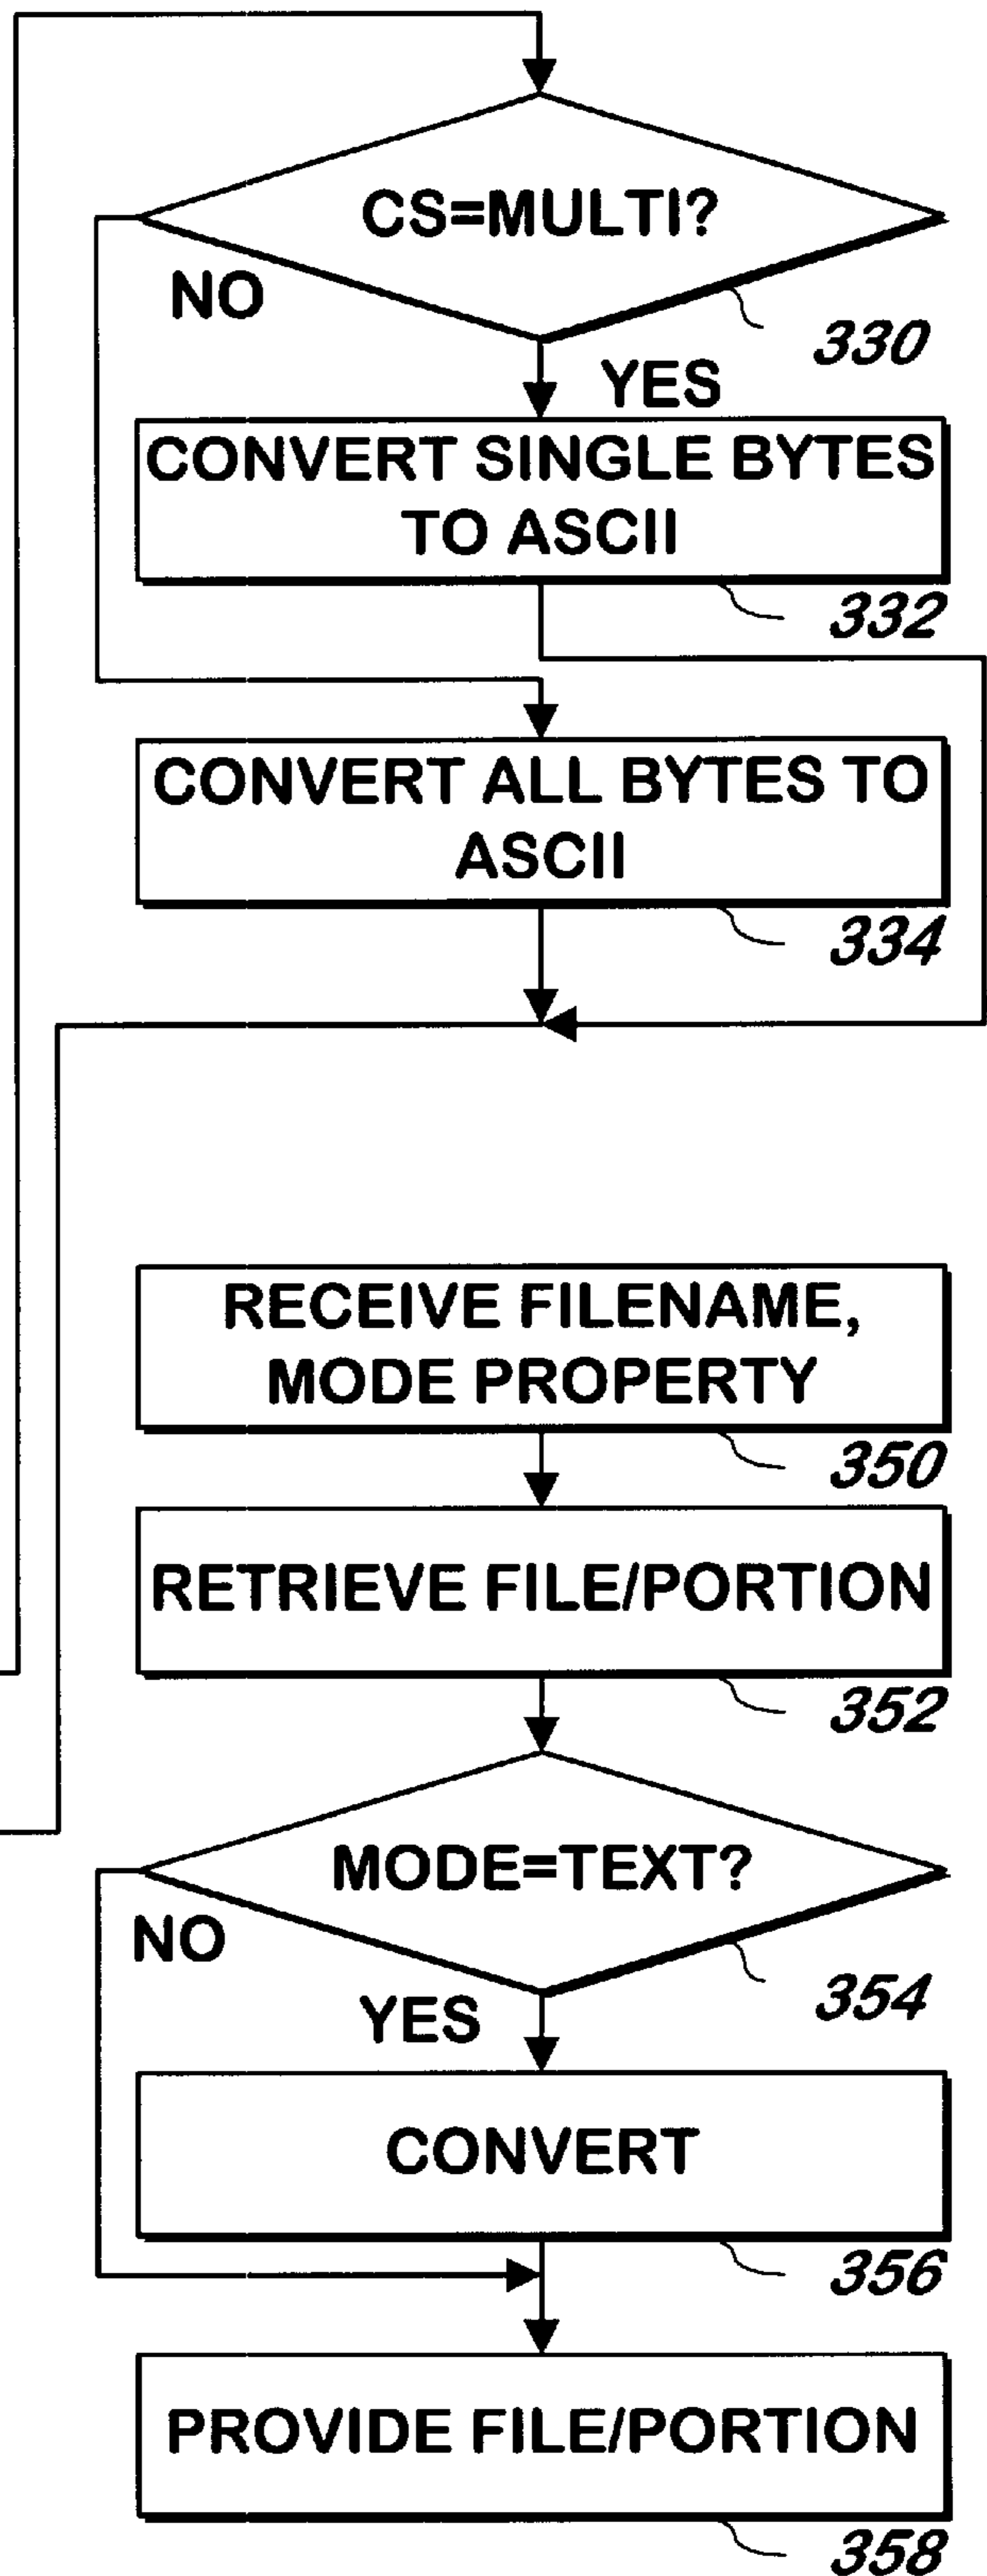 CS=MULTI?
NO
330
YES
CONVERT SINGLE BYTES
TO ASCII
332
CONVERT ALL BYTES TO
ASCII
334
RECEIVE FILENAME,
MODE PROPERTY
350
RETRIEVE FILE/PORTION
352
MODE=TEXT?
NO
354
YES
CONVERT
356
PROVIDE FILE/PORTION
358